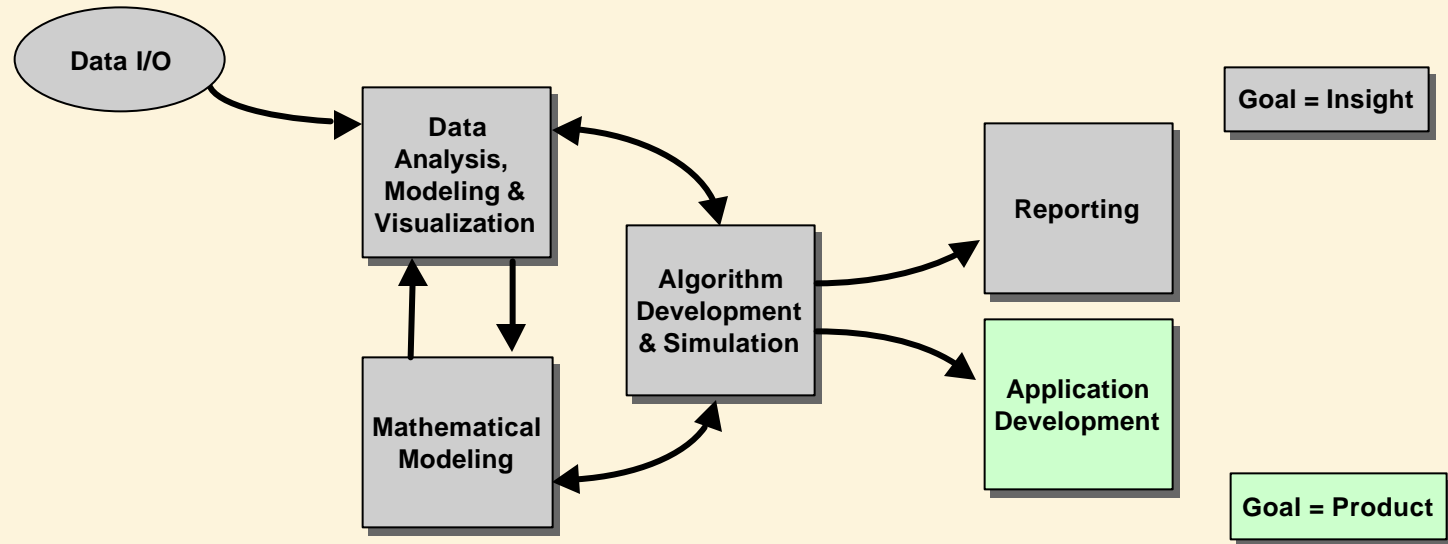 Data I/O
Data
Analysis,
Modeling &
Visualization
Mathematical
Modeling
Algorithm
Development
& Simulation
Reporting
Application
Development
Goal = Insight
Goal = Product